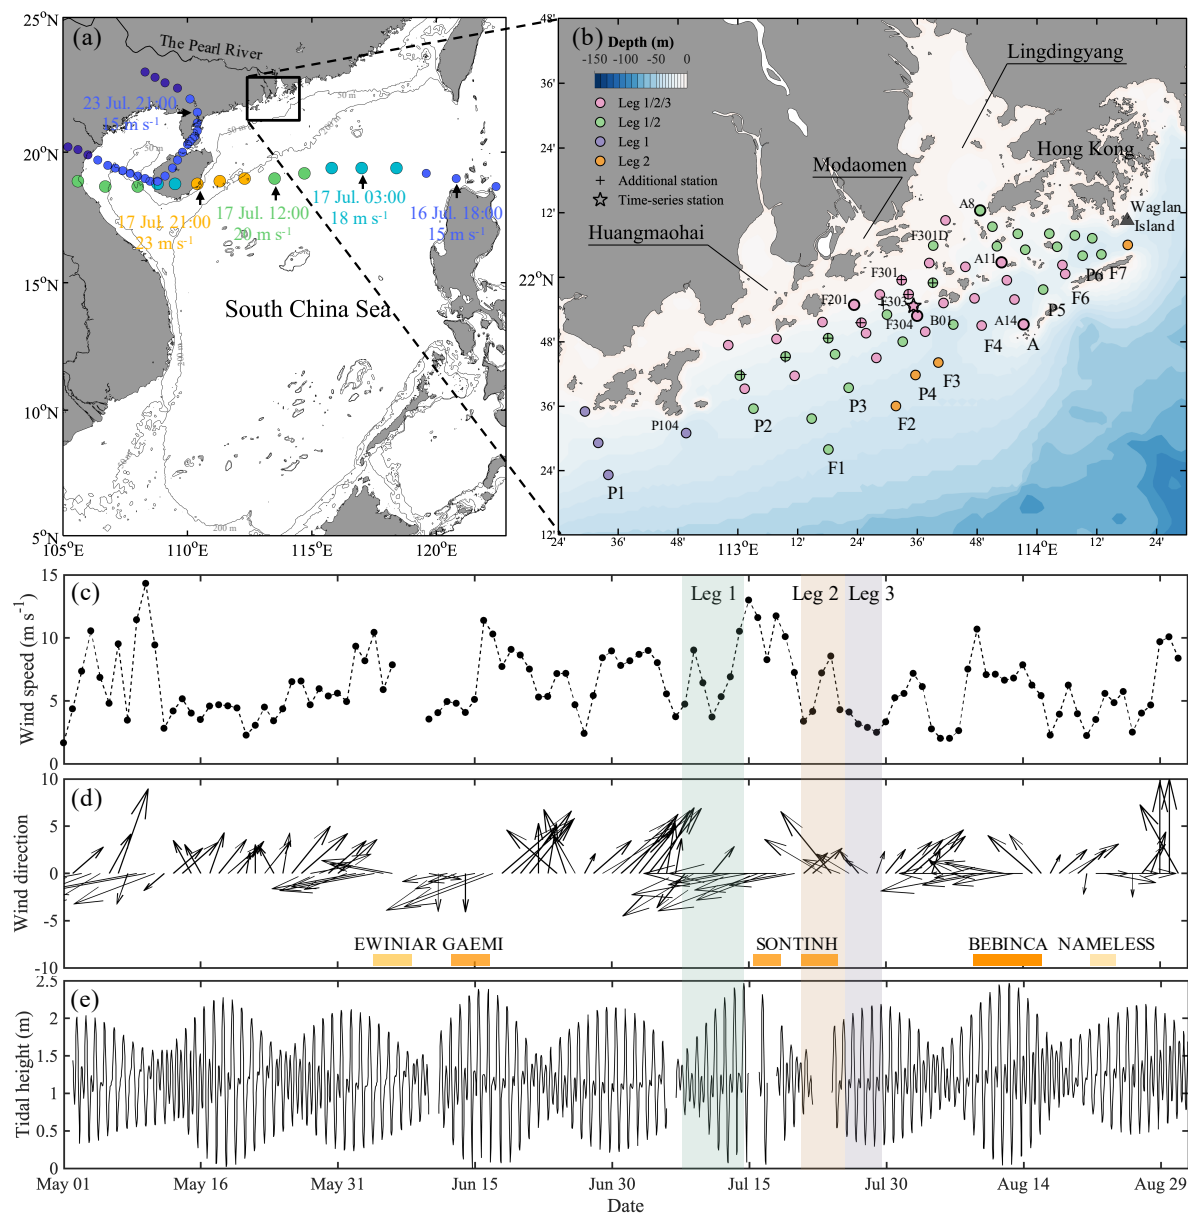 (a)
The Pearl River
25°N
20°N
15°N
10°N
5°N
105°E
110°E
115°E
120°E
50 m
50 m
200 m
23 Jul. 21:00
15 m s⁻¹
17 Jul. 21:00
23 m s⁻¹
17 Jul. 12:00
20 m s⁻¹
17 Jul. 03:00
18 m s⁻¹
16 Jul. 18:00
15 m s⁻¹
South China Sea
(b)
Depth (m)
-150
-100
-50
0
Leg 1/2/3
Leg 1/2
Leg 1
Leg 2
Additional station
Time-series station
Lingdingyang
Modaomen
Huangmaohai
Hong Kong
Waglan
Island
A8
F301D
A11
F301
F201
F303
F304
B01
A14
A
P104
P1
P2
P3
P4
P5
P6
F1
F2
F3
F4
F6
F7
48'
36'
24'
12'
22°N
48'
36'
24'
12'
24'
36'
48'
113°E
12'
24'
36'
48'
114°E
12'
24'
(c)
Wind speed (m s⁻¹)
15
10
5
0
Leg 1
Leg 2
Leg 3
(d)
Wind direction
10
5
0
-5
-10
EWINIAR
GAEMI
SONTINH
BEBINCA
NAMELESS
(e)
Tidal height (m)
2.5
2
1.5
1
0.5
0
May 01
May 16
May 31
Jun 15
Jun 30
Jul 15
Jul 30
Aug 14
Aug 29
Date